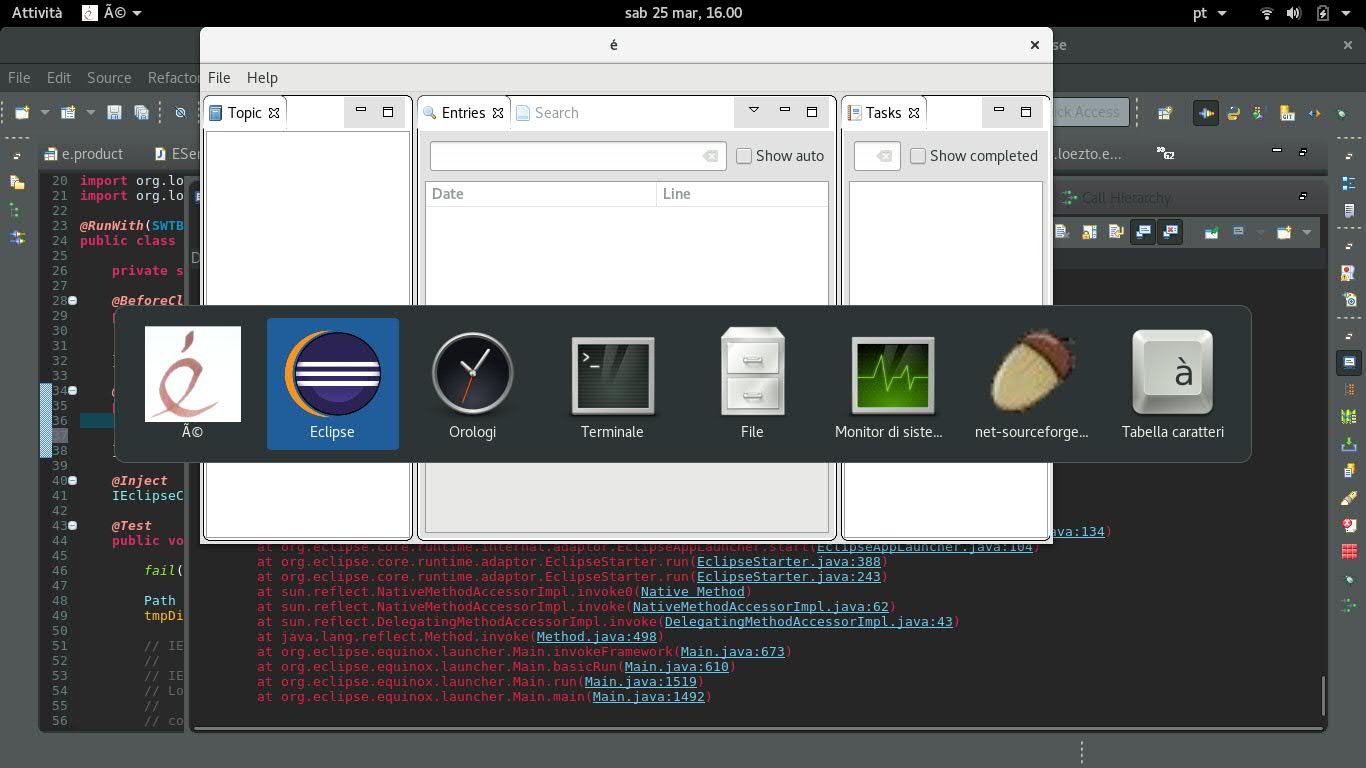 Attività Ã© sab 25 mar, 16.00 pt
é
File Edit Source Refactor
File Help
Topic Entries Search Tasks
Show auto Show completed
Date Line
e.product
.loezto.e...
62
Call Hierarchy
20 import org.lo
21 import org.lo
22
23 @RunWith(SWTB
24 public class
25
26 private s
27
28 @BeforeCl
29
30
31
32
33
34
35
36
37
38
39
40 @Inject
41 IEclipseC
42
43 @Test
44 public vo
45
46 fail(
47
48 Path
49 tmpDi
50
51 // IE
52 //
53 // IE
54 // Lo
55 //
56 // co
Ã© Eclipse Orologi Terminale File Monitor di siste... net-sourceforge... Tabella caratteri
>_
à
ava:134)
at org.eclipse.core.runtime.internal.adaptor.EclipseAppLauncher.start(EclipseAppLauncher.java:104)
at org.eclipse.core.runtime.adaptor.EclipseStarter.run(EclipseStarter.java:388)
at org.eclipse.core.runtime.adaptor.EclipseStarter.run(EclipseStarter.java:243)
at sun.reflect.NativeMethodAccessorImpl.invoke0(Native Method)
at sun.reflect.NativeMethodAccessorImpl.invoke(NativeMethodAccessorImpl.java:62)
at sun.reflect.DelegatingMethodAccessorImpl.invoke(DelegatingMethodAccessorImpl.java:43)
at java.lang.reflect.Method.invoke(Method.java:498)
at org.eclipse.equinox.launcher.Main.invokeFramework(Main.java:673)
at org.eclipse.equinox.launcher.Main.basicRun(Main.java:610)
at org.eclipse.equinox.launcher.Main.run(Main.java:1519)
at org.eclipse.equinox.launcher.Main.main(Main.java:1492)